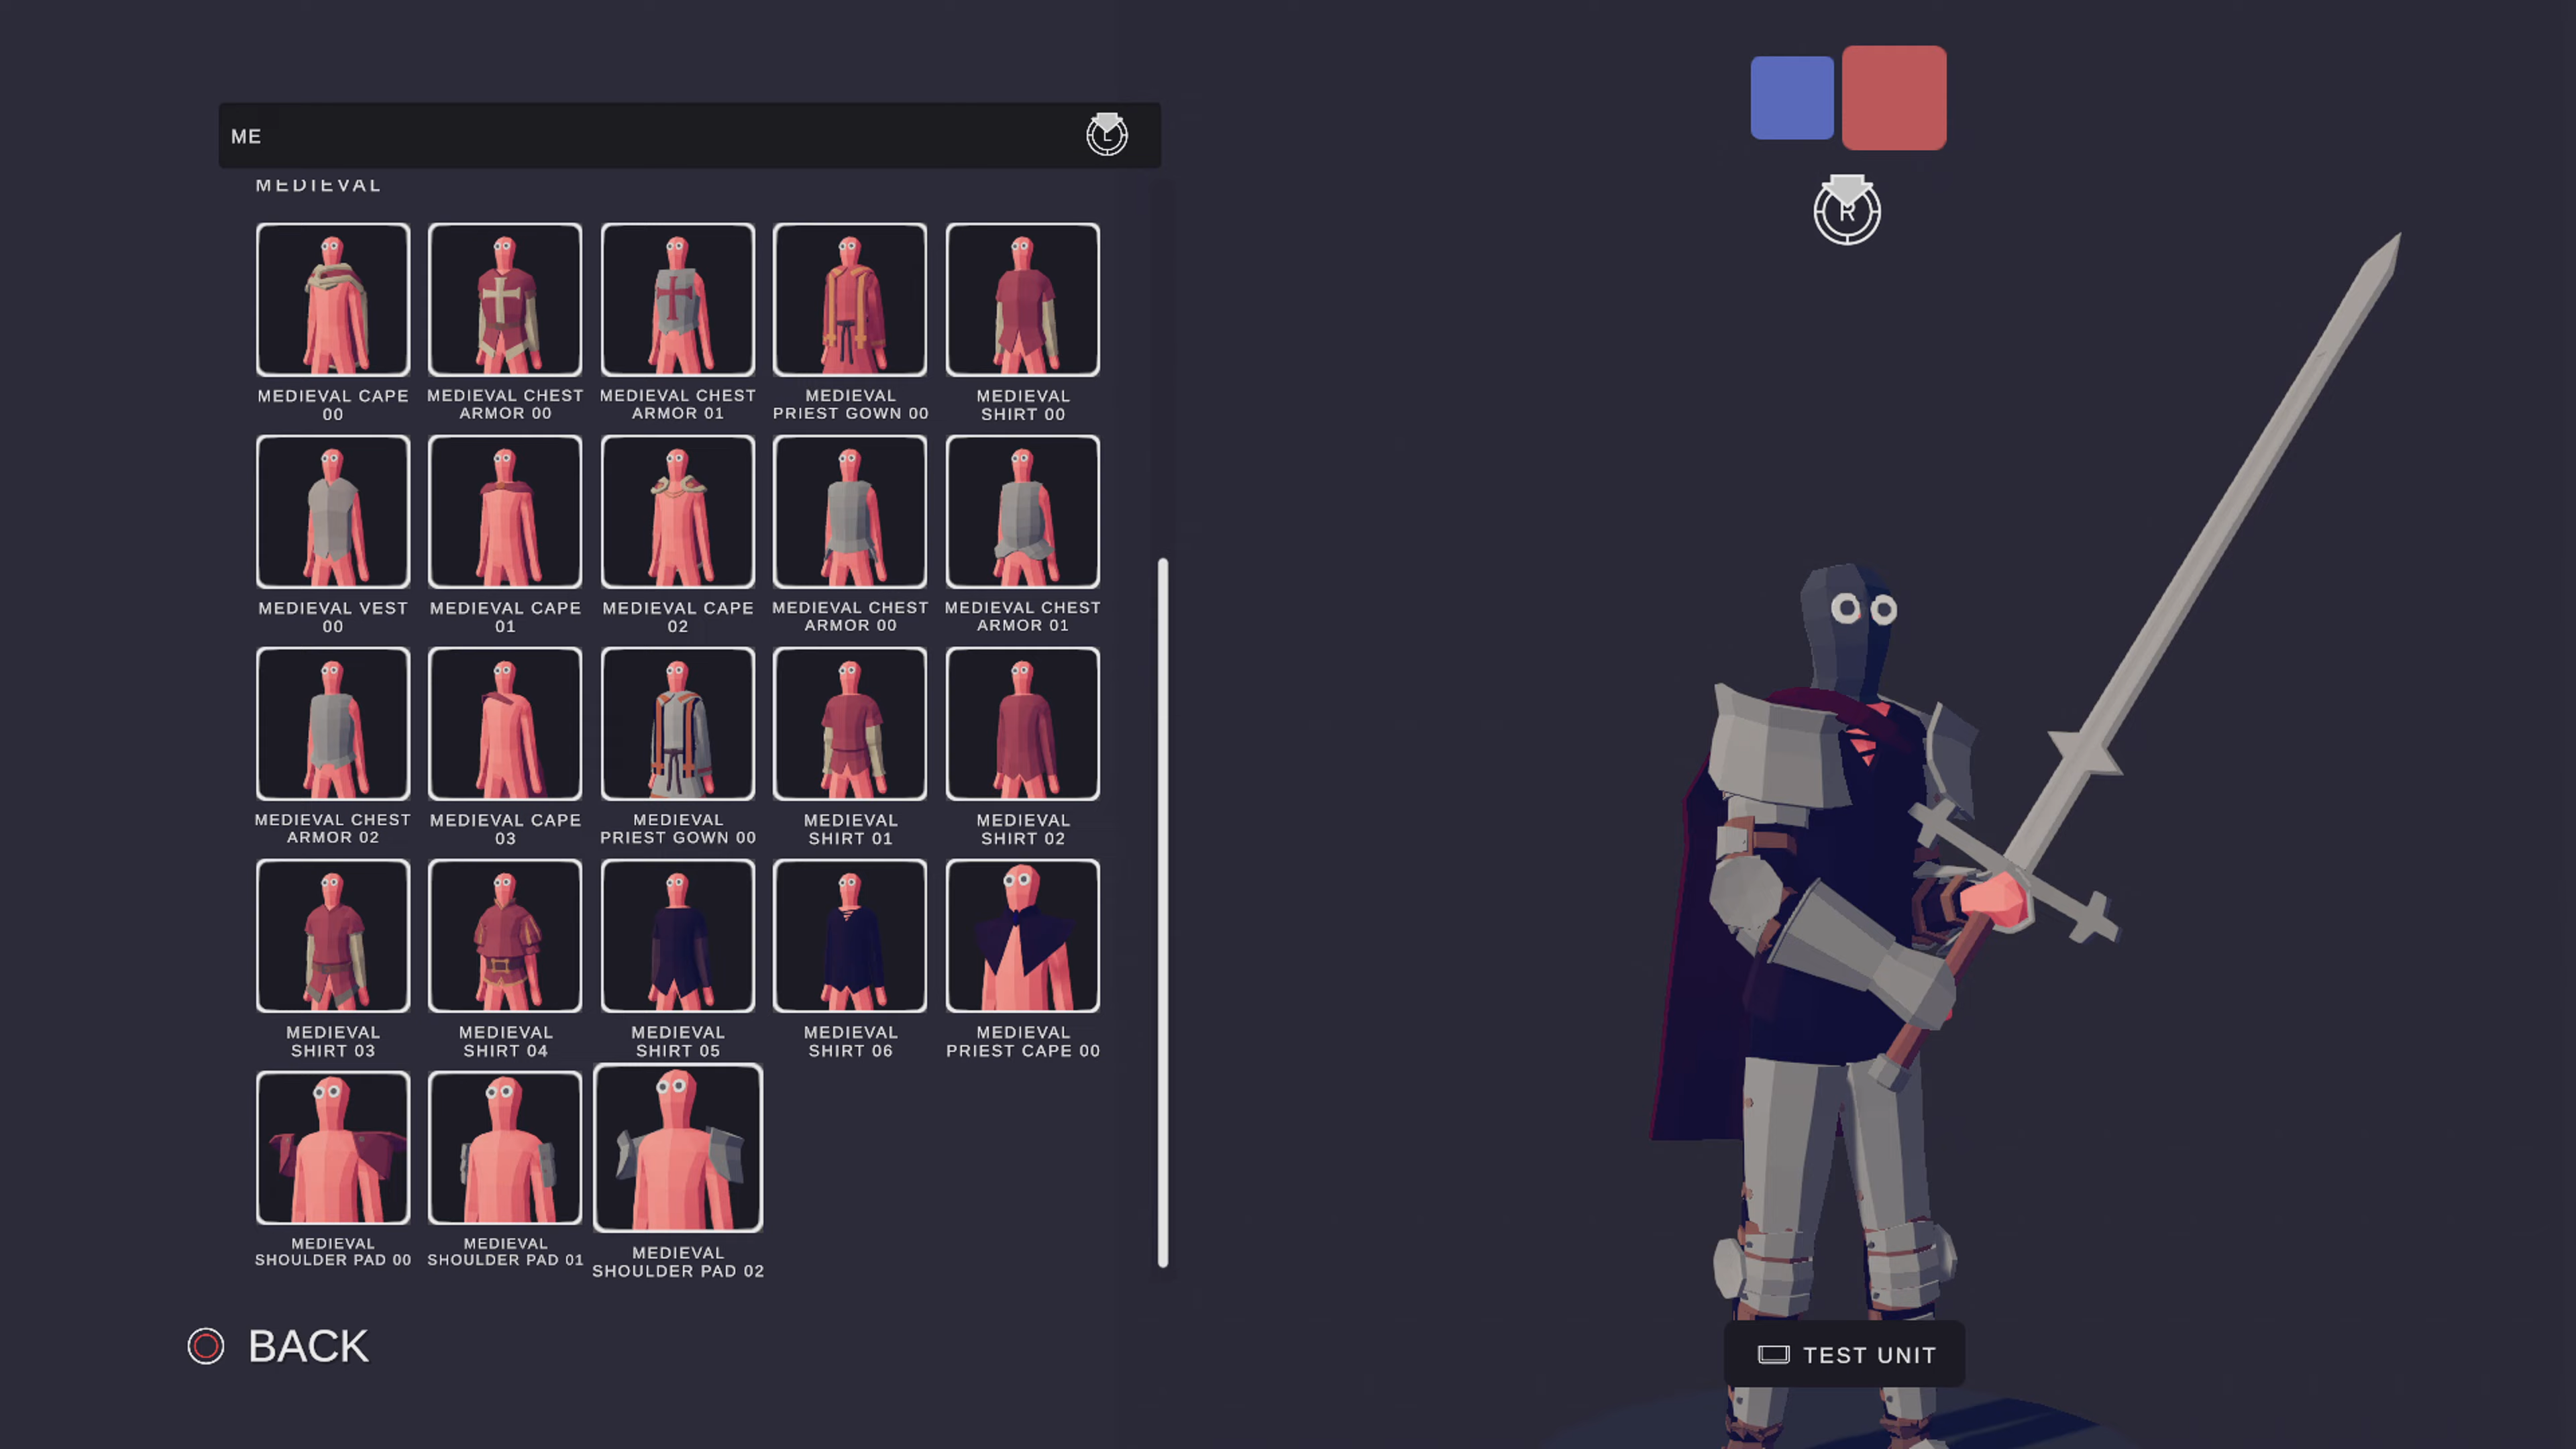 ME
L
R
MEDIEVAL
MEDIEVAL CAPE
00
MEDIEVAL CHEST
ARMOR 00
MEDIEVAL CHEST
ARMOR 01
MEDIEVAL
PRIEST GOWN 00
MEDIEVAL
SHIRT 00
MEDIEVAL VEST
00
MEDIEVAL CAPE
01
MEDIEVAL CAPE
02
MEDIEVAL CHEST
ARMOR 00
MEDIEVAL CHEST
ARMOR 01
MEDIEVAL CHEST
ARMOR 02
MEDIEVAL CAPE
03
MEDIEVAL
PRIEST GOWN 00
MEDIEVAL
SHIRT 01
MEDIEVAL
SHIRT 02
MEDIEVAL
SHIRT 03
MEDIEVAL
SHIRT 04
MEDIEVAL
SHIRT 05
MEDIEVAL
SHIRT 06
MEDIEVAL
PRIEST CAPE 00
MEDIEVAL
SHOULDER PAD 00
MEDIEVAL
SHOULDER PAD 01
MEDIEVAL
SHOULDER PAD 02
BACK
TEST UNIT